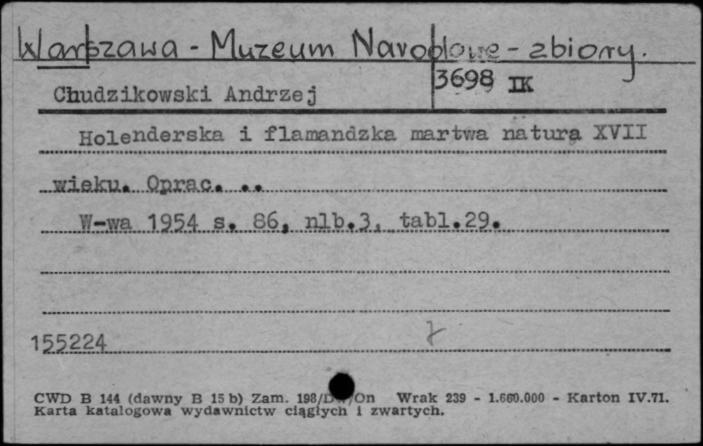 Warszawa - Muzeum Narodowe - zbiory.
3698 IK
Chudzikowski Andrzej
Holenderska i flamandzka martwa natura XVII
wieku. Oprac. ..
W-wa 1954 s. 86, nlb.3, tabl.29.
155224
CWD B 144 (dawny B 15 b) Zam. 198/ /On Wrak 239 - 1.660.000 - Karton IV.71.
Karta katalogowa wydawnictw ciągłych i zwartych.